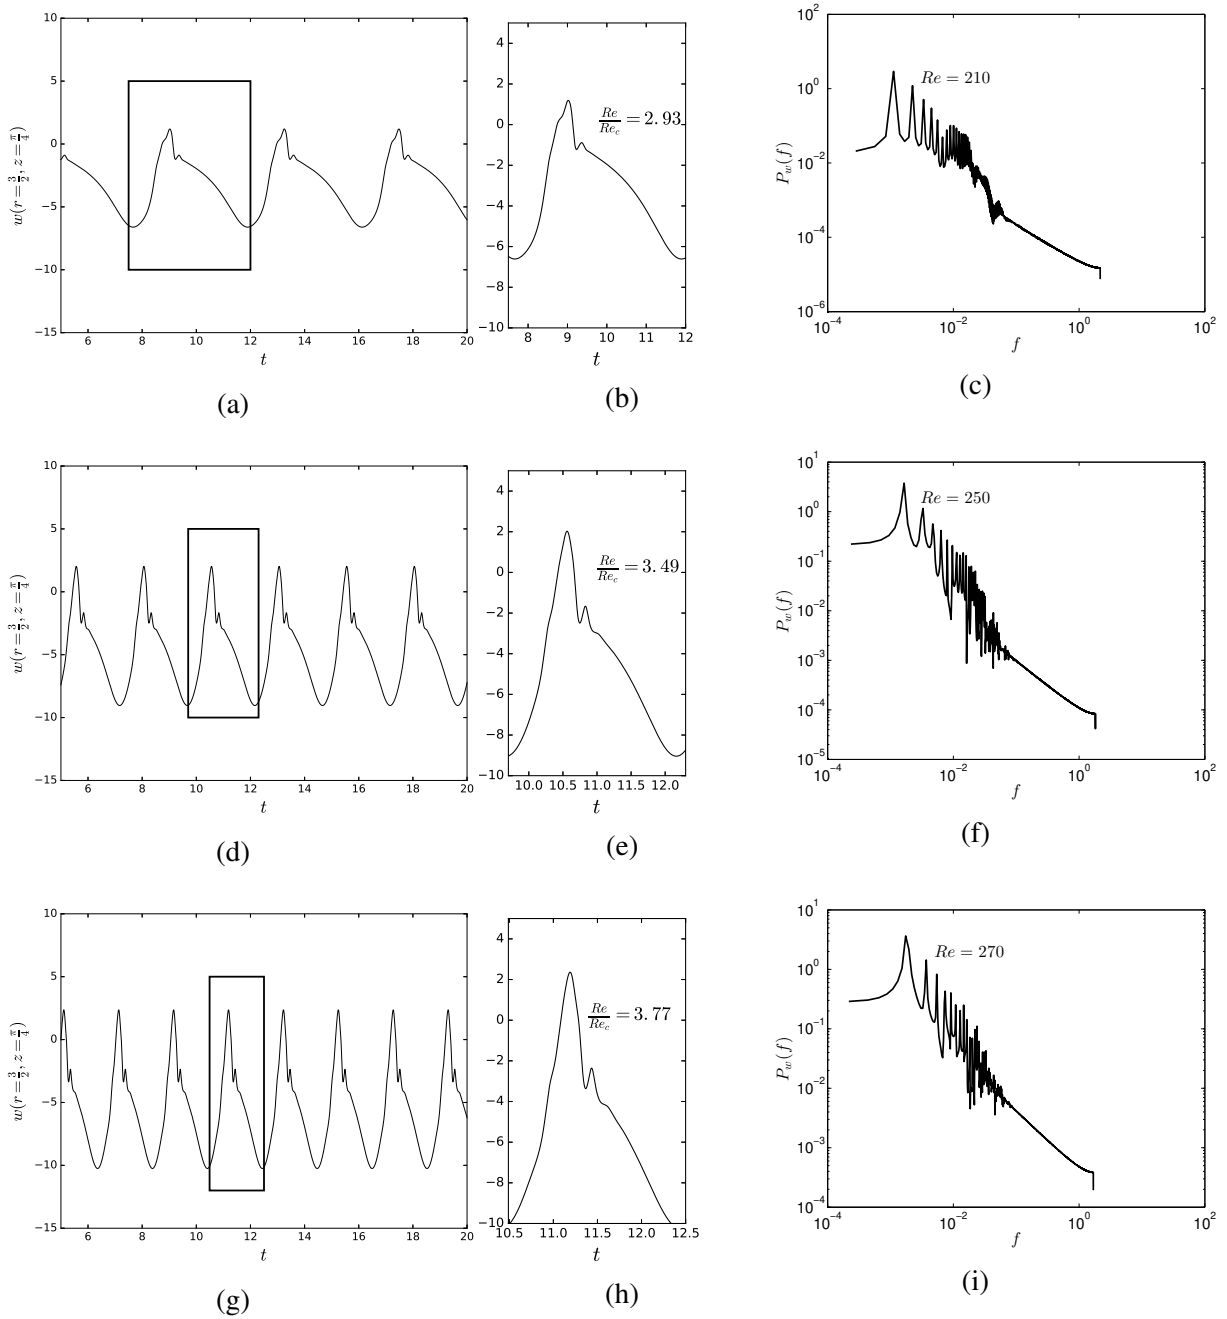 10
5
0
−5
−10
−15
w(r = 3/2, z = π/4)
6 8 10 12 14 16 18 20
t
(a)
4
2
0
−2
−4
−6
−8
−10
Re/Re_c = 2.93
8 9 10 11 12
t
(b)
10^2
10^0
10^−2
10^−4
10^−6
P_w(f)
Re = 210
10^−4 10^−2 10^0 10^2
f
(c)
10
5
0
−5
−10
−15
w(r = 3/2, z = π/4)
6 8 10 12 14 16 18 20
t
(d)
4
2
0
−2
−4
−6
−8
−10
Re/Re_c = 3.49
10.0 10.5 11.0 11.5 12.0
t
(e)
10^1
10^0
10^−1
10^−2
10^−3
10^−4
10^−5
P_w(f)
Re = 250
10^−4 10^−2 10^0 10^2
f
(f)
10
5
0
−5
−10
−15
w(r = 3/2, z = π/4)
6 8 10 12 14 16 18 20
t
(g)
4
2
0
−2
−4
−6
−8
−10
Re/Re_c = 3.77
10.5 11.0 11.5 12.0 12.5
t
(h)
10^1
10^0
10^−1
10^−2
10^−3
10^−4
P_w(f)
Re = 270
10^−4 10^−2 10^0 10^2
f
(i)